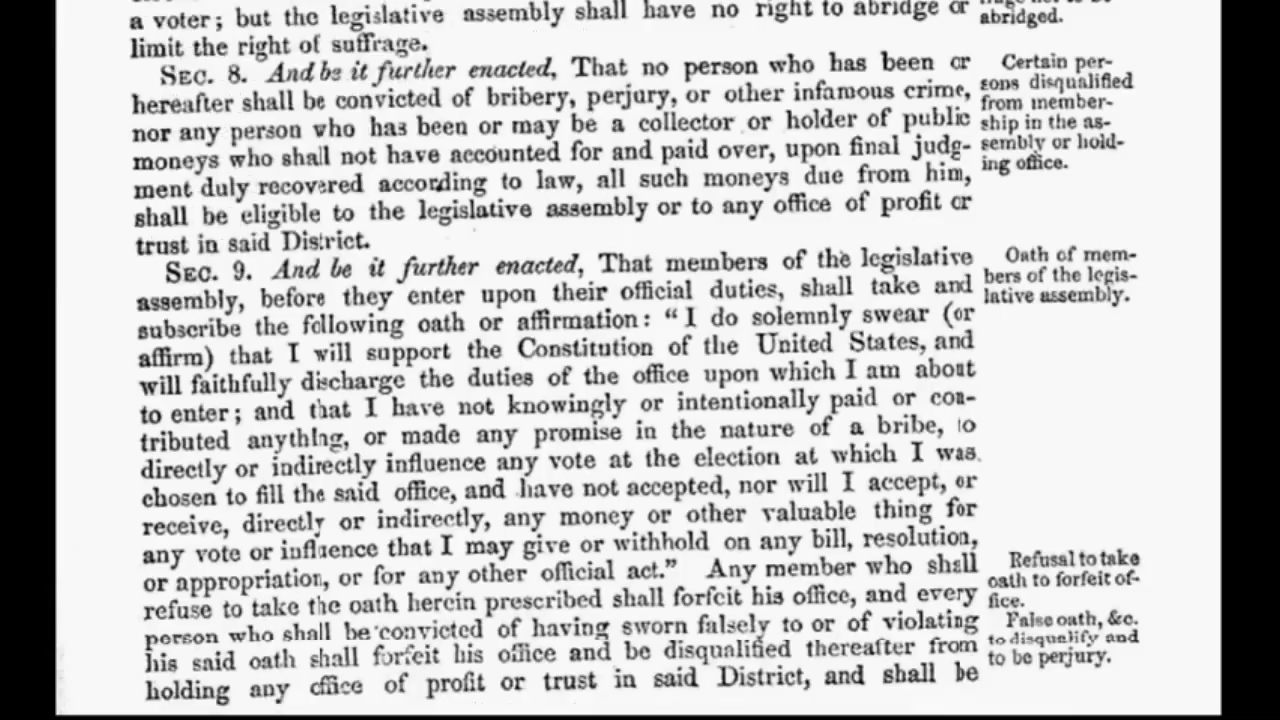 a voter; but the legislative assembly shall have no right to abridge or
limit the right of suffrage.
SEC. 8. And be it further enacted, That no person who has been or
hereafter shall be convicted of bribery, perjury, or other infamous crime,
nor any person who has been or may be a collector or holder of public
moneys who shall not have accounted for and paid over, upon final judg-
ment duly recovered according to law, all such moneys due from him,
shall be eligible to the legislative assembly or to any office of profit or
trust in said District.
SEC. 9. And be it further enacted, That members of the legislative
assembly, before they enter upon their official duties, shall take and
subscribe the following oath or affirmation: "I do solemnly swear (or
affirm) that I will support the Constitution of the United States, and
will faithfully discharge the duties of the office upon which I am about
to enter; and that I have not knowingly or intentionally paid or con-
tributed anything, or made any promise in the nature of a bribe, to
directly or indirectly influence any vote at the election at which I was
chosen to fill the said office, and have not accepted, nor will I accept, or
receive, directly or indirectly, any money or other valuable thing for
any vote or influence that I may give or withhold on any bill, resolution,
or appropriation, or for any other official act." Any member who shall
refuse to take the oath herein prescribed shall forfeit his office, and every
person who shall be convicted of having sworn falsely to or of violating
his said oath shall forfeit his office and be disqualified thereafter from
holding any office of profit or trust in said District, and shall be
abridged.
Certain per-
sons disqualified
from member-
ship in the as-
sembly or hold-
ing office.
Oath of mem-
bers of the legis-
lative assembly.
Refusal to take
oath to forfeit of-
fice.
False oath, &c.
to disqualify and
to be perjury.